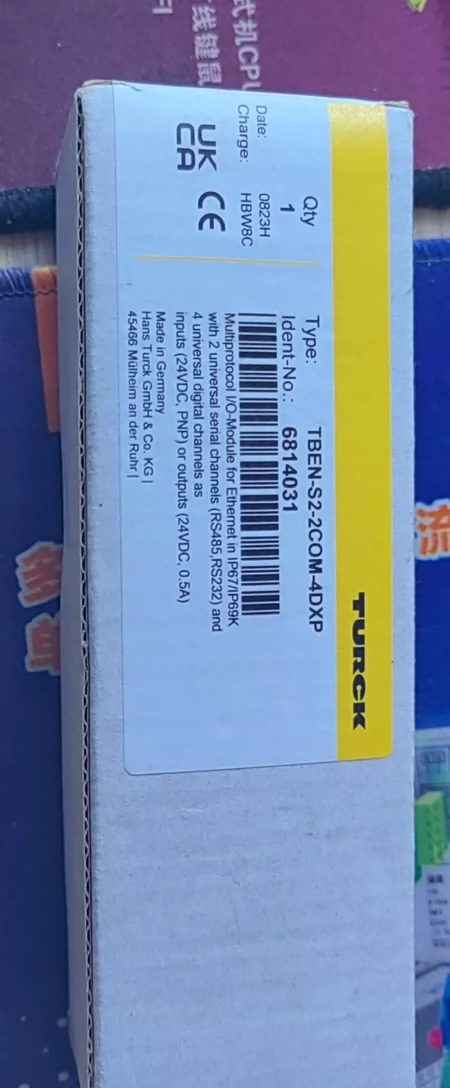 TURCK
Type: TBEN-S2-2COM-4DXP
Ident-No.: 6814031
Qty
1
Date: 0823H
Charge: HBW8C
UK
CA CE
Multiprotocol I/O-Module for Ethernet in IP67/IP69K
with 2 universal serial channels (RS485,RS232) and
4 universal digital channels as
inputs (24VDC, PNP) or outputs (24VDC, 0.5A)
Made in Germany
Hans Turck GmbH & Co. KG |
45466 Mülheim an der Ruhr |
式机CPU
线键鼠